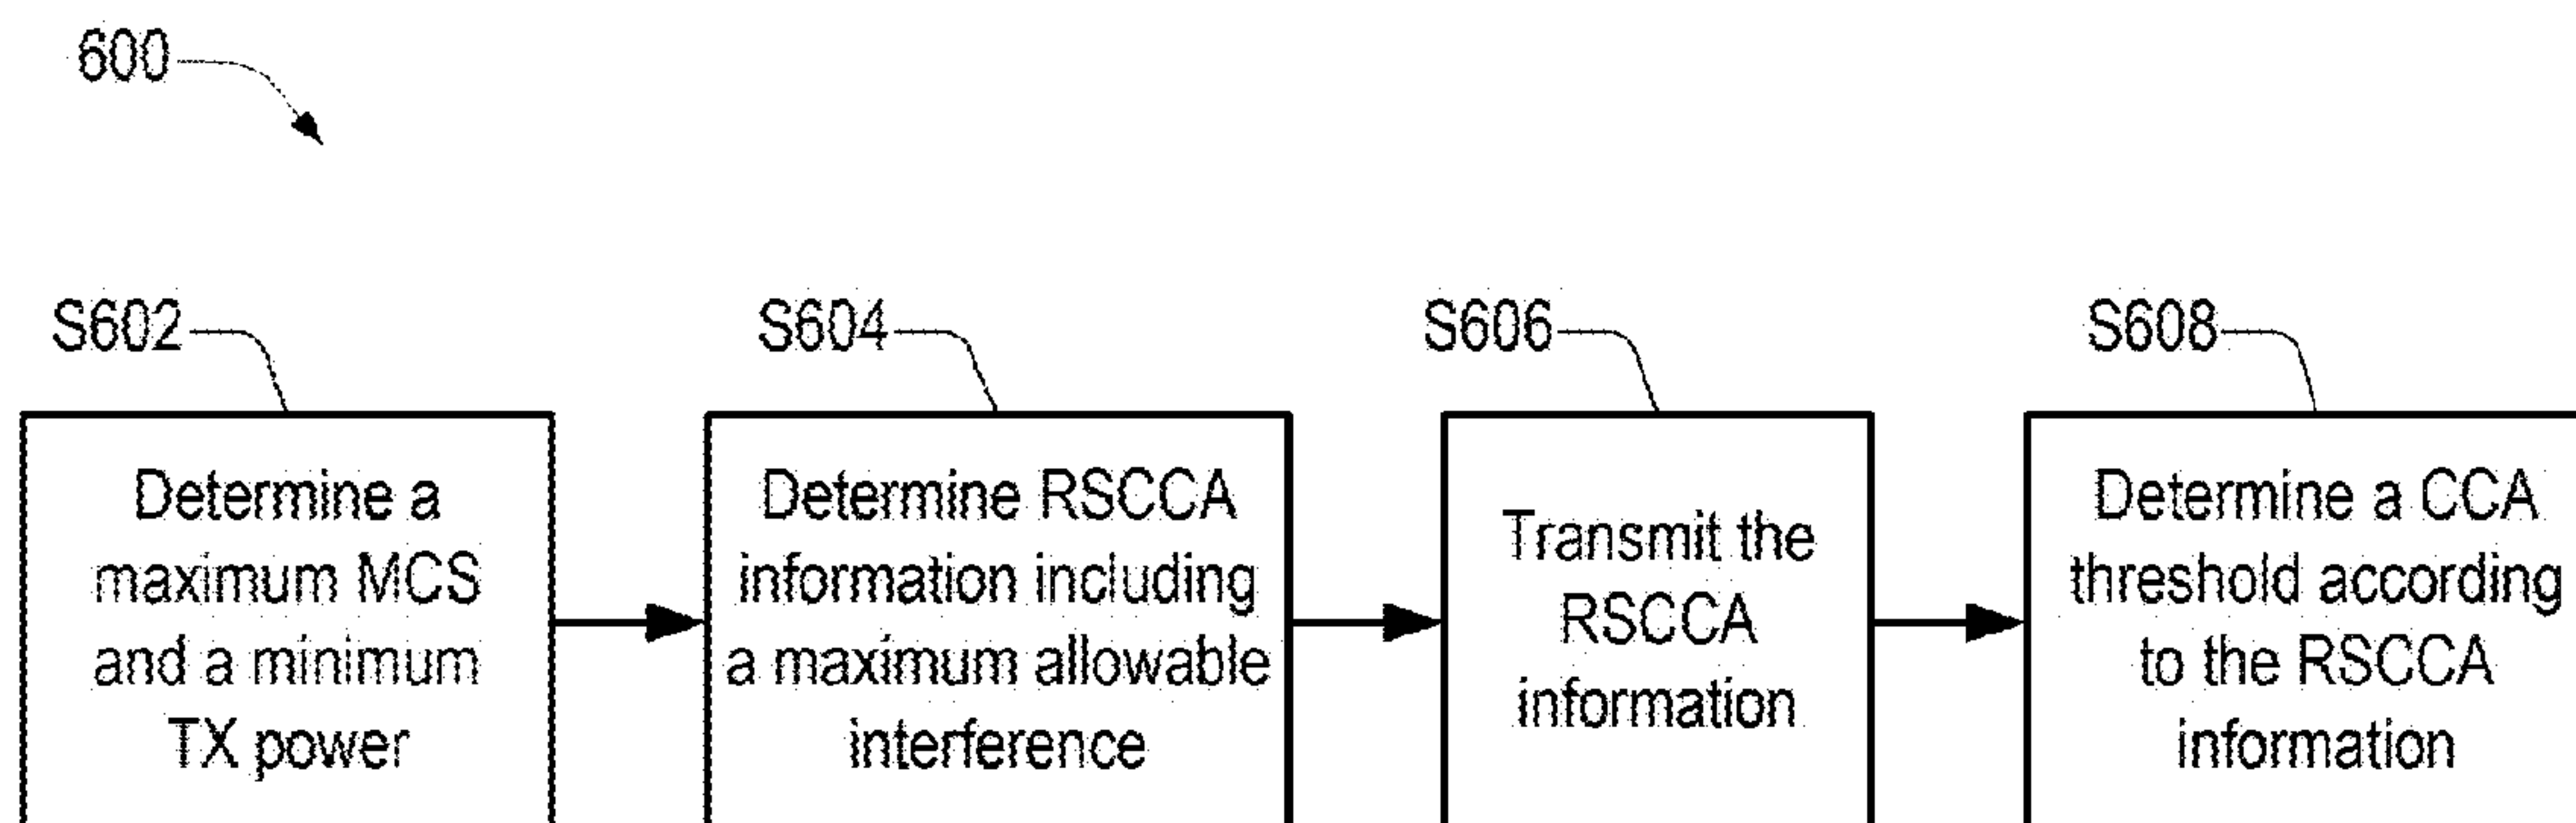 600
S602
S604
S606
S608
Determine a
maximum MCS
and a minimum
TX power
Determine RSCCA
information including
a maximum allowable
interference
Transmit the
RSCCA
information
Determine a CCA
threshold according
to the RSCCA
information